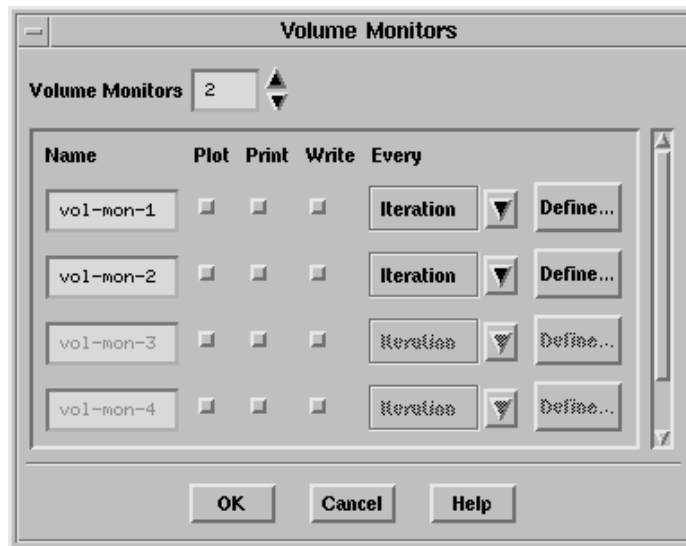 Volume Monitors
Volume Monitors 2
Name Plot Print Write Every
vol-mon-1 Iteration Define...
vol-mon-2 Iteration Define...
vol-mon-3 Iteration Define...
vol-mon-4 Iteration Define...
OK Cancel Help